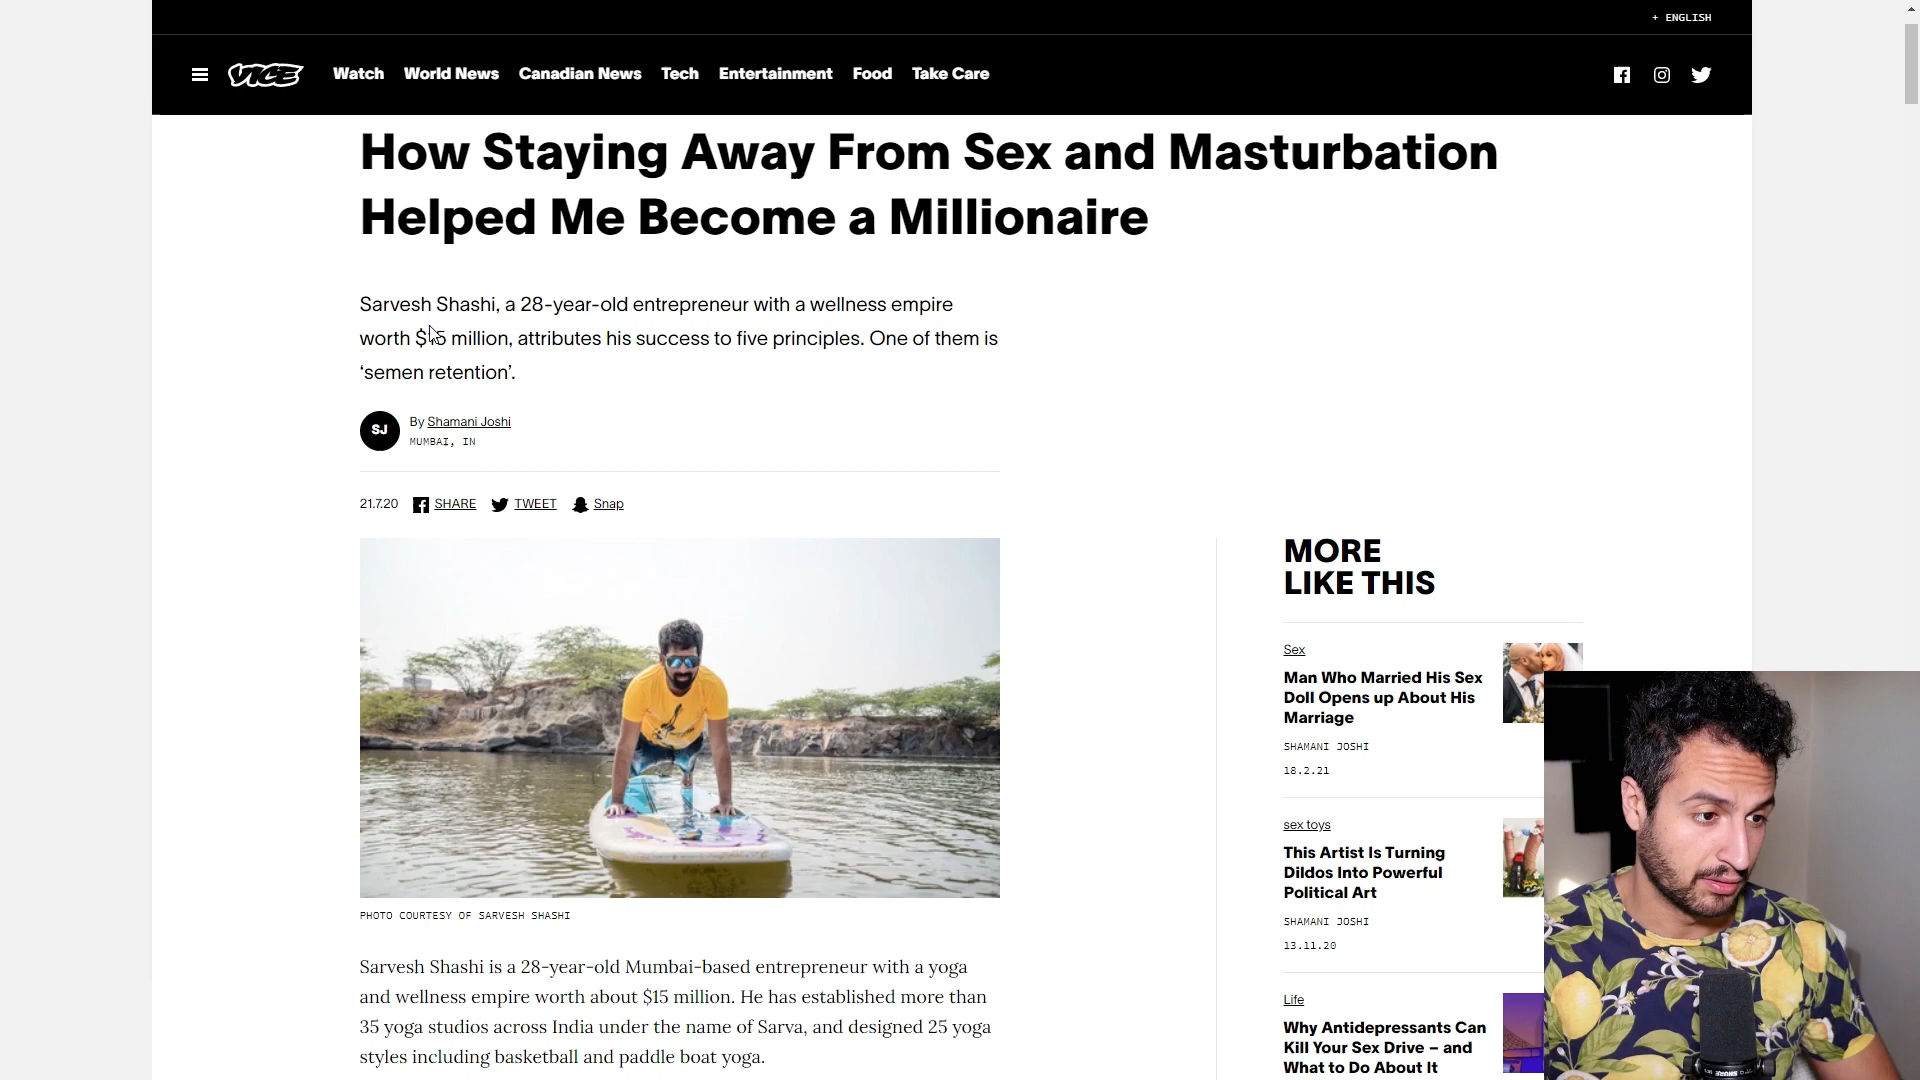 + ENGLISH
VICE
Watch
World News
Canadian News
Tech
Entertainment
Food
Take Care
How Staying Away From Sex and Masturbation
Helped Me Become a Millionaire
Sarvesh Shashi, a 28-year-old entrepreneur with a wellness empire
worth $15 million, attributes his success to five principles. One of them is
‘semen retention’.
SJ
By Shamani Joshi
MUMBAI, IN
21.7.20
SHARE
TWEET
Snap
PHOTO COURTESY OF SARVESH SHASHI
Sarvesh Shashi is a 28-year-old Mumbai-based entrepreneur with a yoga
and wellness empire worth about $15 million. He has established more than
35 yoga studios across India under the name of Sarva, and designed 25 yoga
styles including basketball and paddle boat yoga.
MORE
LIKE THIS
Sex
Man Who Married His Sex
Doll Opens up About His
Marriage
SHAMANI JOSHI
18.2.21
sex toys
This Artist Is Turning
Dildos Into Powerful
Political Art
SHAMANI JOSHI
13.11.20
Life
Why Antidepressants Can
Kill Your Sex Drive – and
What to Do About It
SHURE